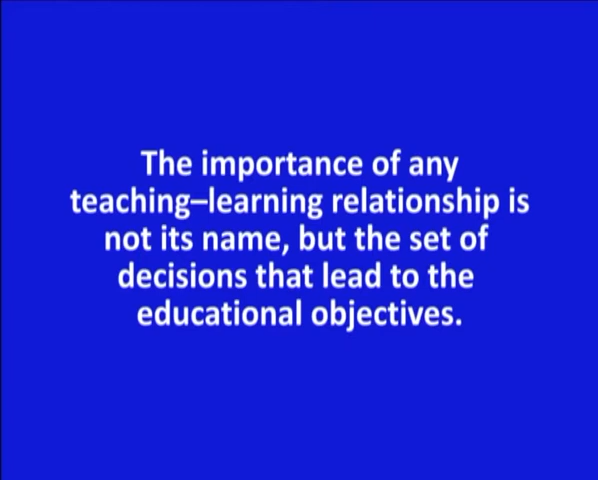 The importance of any
teaching–learning relationship is
not its name, but the set of
decisions that lead to the
educational objectives.